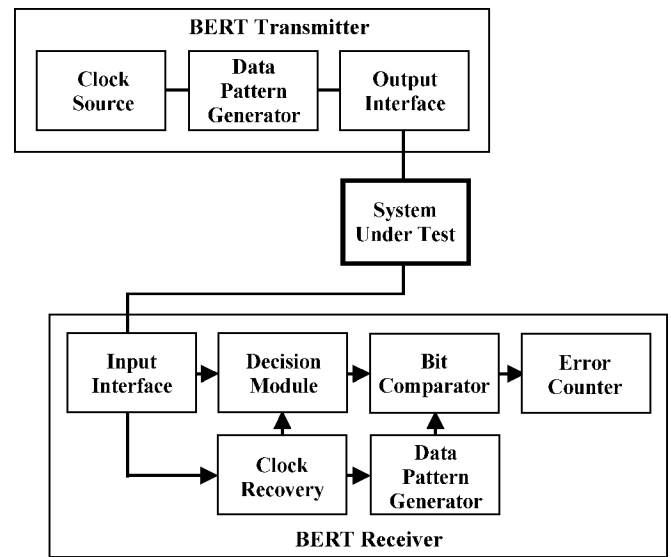 BERT Transmitter
Clock
Source
Data
Pattern
Generator
Output
Interface
System
Under Test
Input
Interface
Decision
Module
Bit
Comparator
Error
Counter
Clock
Recovery
Data
Pattern
Generator
BERT Receiver